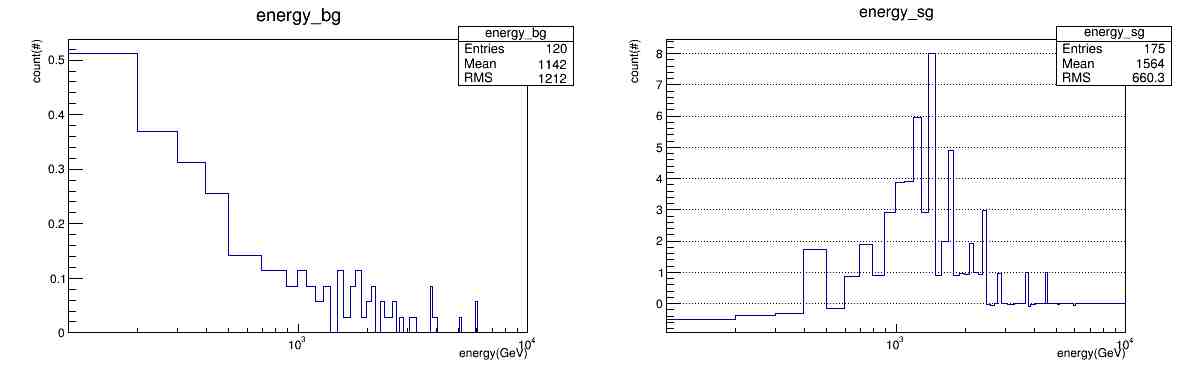 energy_bg
energy_bg
Entries 120
Mean 1142
RMS 1212
count(#)
0.5
0.4
0.3
0.2
0.1
0
10³
10⁴
energy(GeV)
energy_sg
energy_sg
Entries 175
Mean 1564
RMS 660.3
count(#)
8
7
6
5
4
3
2
1
0
10³
10⁴
energy(GeV)